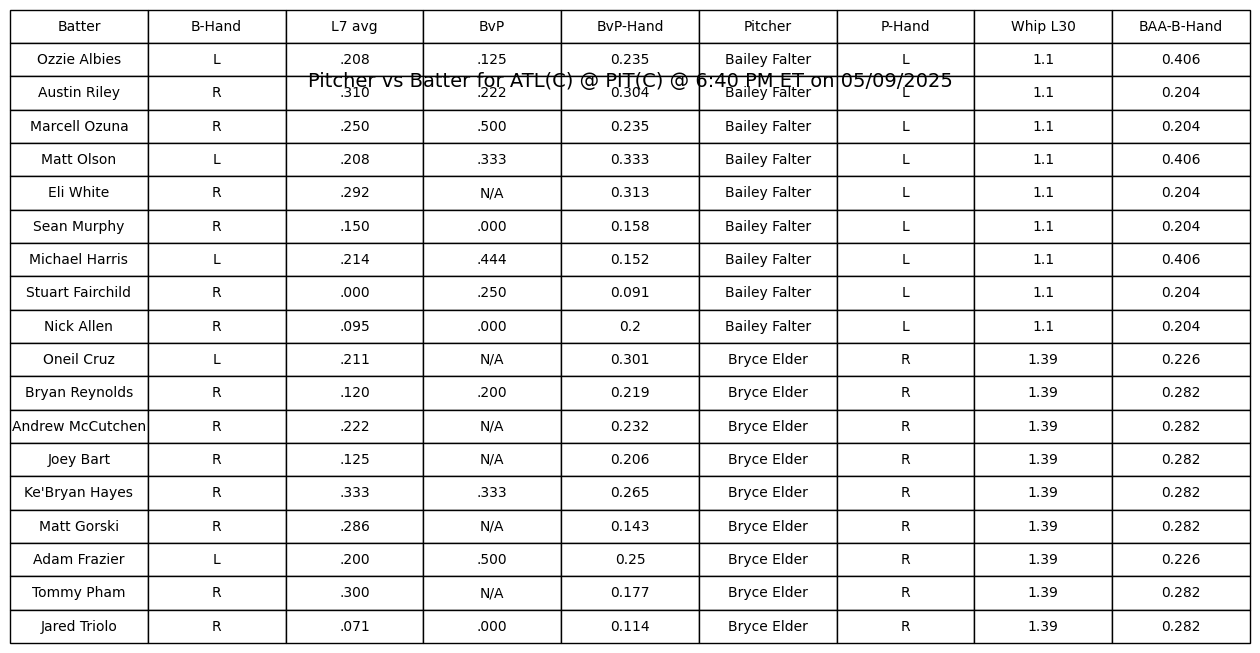 Batter B-Hand L7 avg BvP BvP-Hand Pitcher P-Hand Whip L30 BAA-B-Hand
Ozzie Albies L .208 .125 0.235 Bailey Falter L 1.1 0.406
Pitcher vs Batter for ATL(C) @ PIT(C) @ 6:40 PM ET on 05/09/2025
Austin Riley R .310 .222 0.304 Bailey Falter L 1.1 0.204
Marcell Ozuna R .250 .500 0.235 Bailey Falter L 1.1 0.204
Matt Olson L .208 .333 0.333 Bailey Falter L 1.1 0.406
Eli White R .292 N/A 0.313 Bailey Falter L 1.1 0.204
Sean Murphy R .150 .000 0.158 Bailey Falter L 1.1 0.204
Michael Harris L .214 .444 0.152 Bailey Falter L 1.1 0.406
Stuart Fairchild R .000 .250 0.091 Bailey Falter L 1.1 0.204
Nick Allen R .095 .000 0.2 Bailey Falter L 1.1 0.204
Oneil Cruz L .211 N/A 0.301 Bryce Elder R 1.39 0.226
Bryan Reynolds R .120 .200 0.219 Bryce Elder R 1.39 0.282
Andrew McCutchen R .222 N/A 0.232 Bryce Elder R 1.39 0.282
Joey Bart R .125 N/A 0.206 Bryce Elder R 1.39 0.282
Ke'Bryan Hayes R .333 .333 0.265 Bryce Elder R 1.39 0.282
Matt Gorski R .286 N/A 0.143 Bryce Elder R 1.39 0.282
Adam Frazier L .200 .500 0.25 Bryce Elder R 1.39 0.226
Tommy Pham R .300 N/A 0.177 Bryce Elder R 1.39 0.282
Jared Triolo R .071 .000 0.114 Bryce Elder R 1.39 0.282